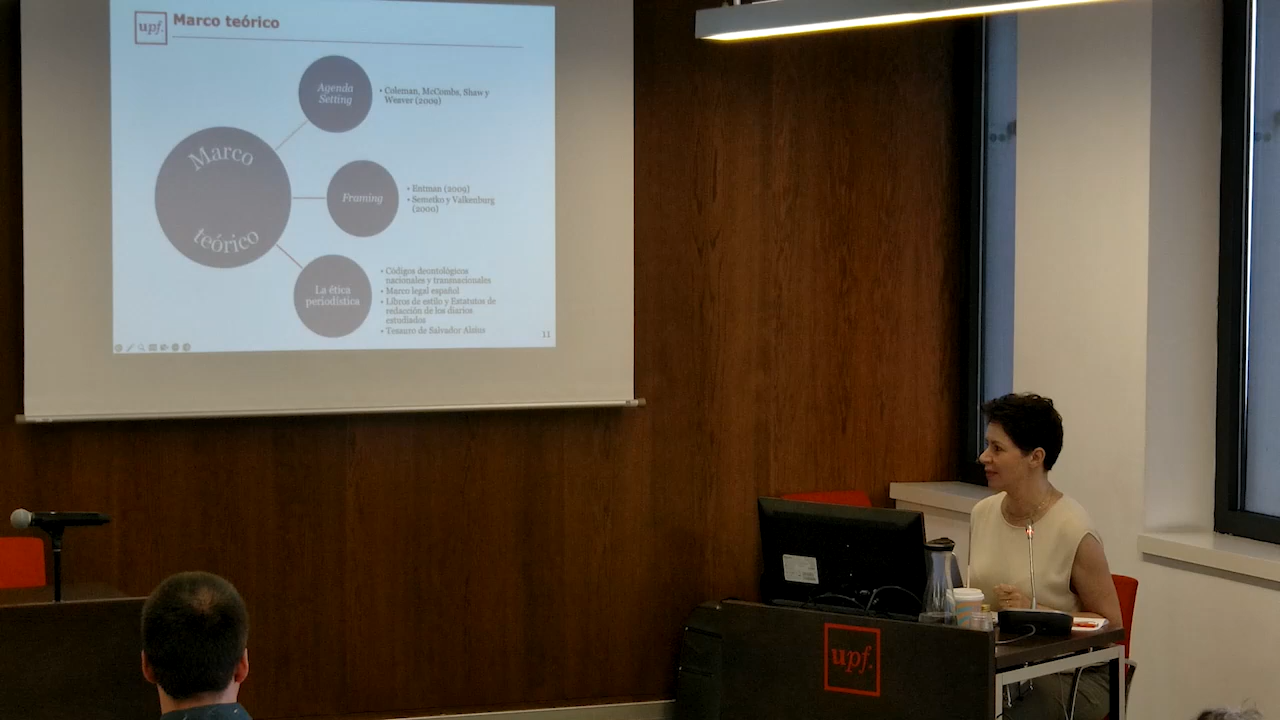 upf.
Marco teórico
Marco
teórico
Agenda
Setting
• Coleman, McCombs, Shaw y
Weaver (2009)
Framing
• Entman (2009)
• Semetko y Valkenburg
(2000)
La ética
periodística
• Códigos deontológicos
nacionales y transnacionales
• Marco legal español
• Libros de estilo y Estatutos de
redacción de los diarios
estudiados
• Tesauro de Salvador Alsius
11
upf.